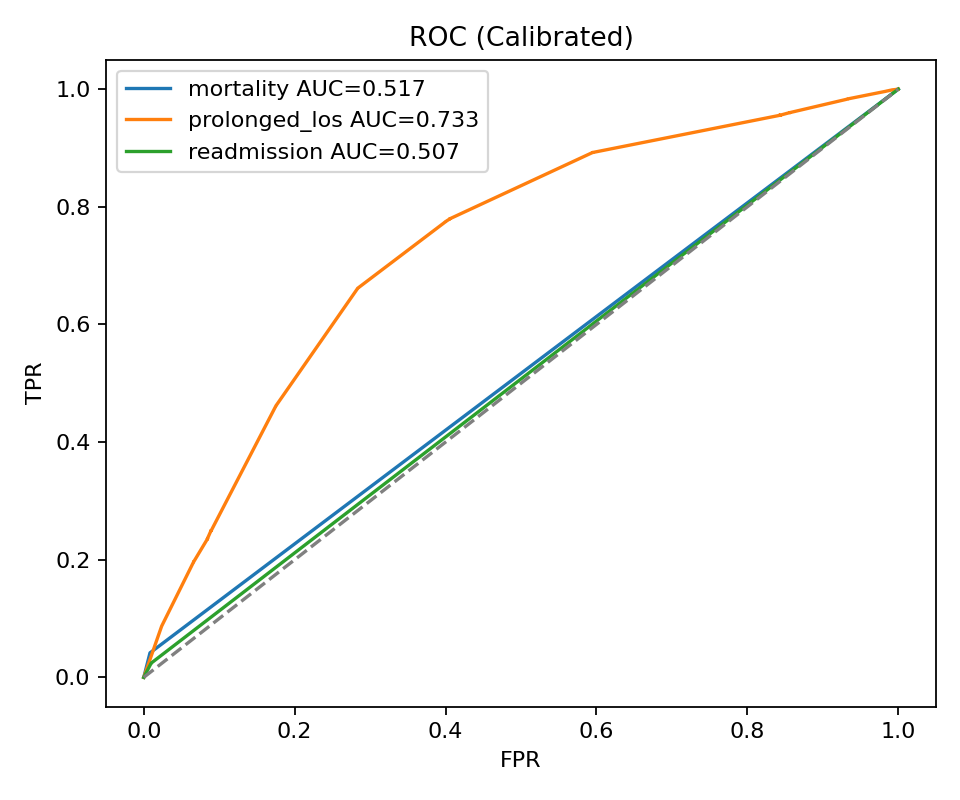 ROC (Calibrated)
mortality AUC=0.517
prolonged_los AUC=0.733
readmission AUC=0.507
1.0
0.8
0.6
0.4
0.2
0.0
TPR
0.0 0.2 0.4 0.6 0.8 1.0
FPR